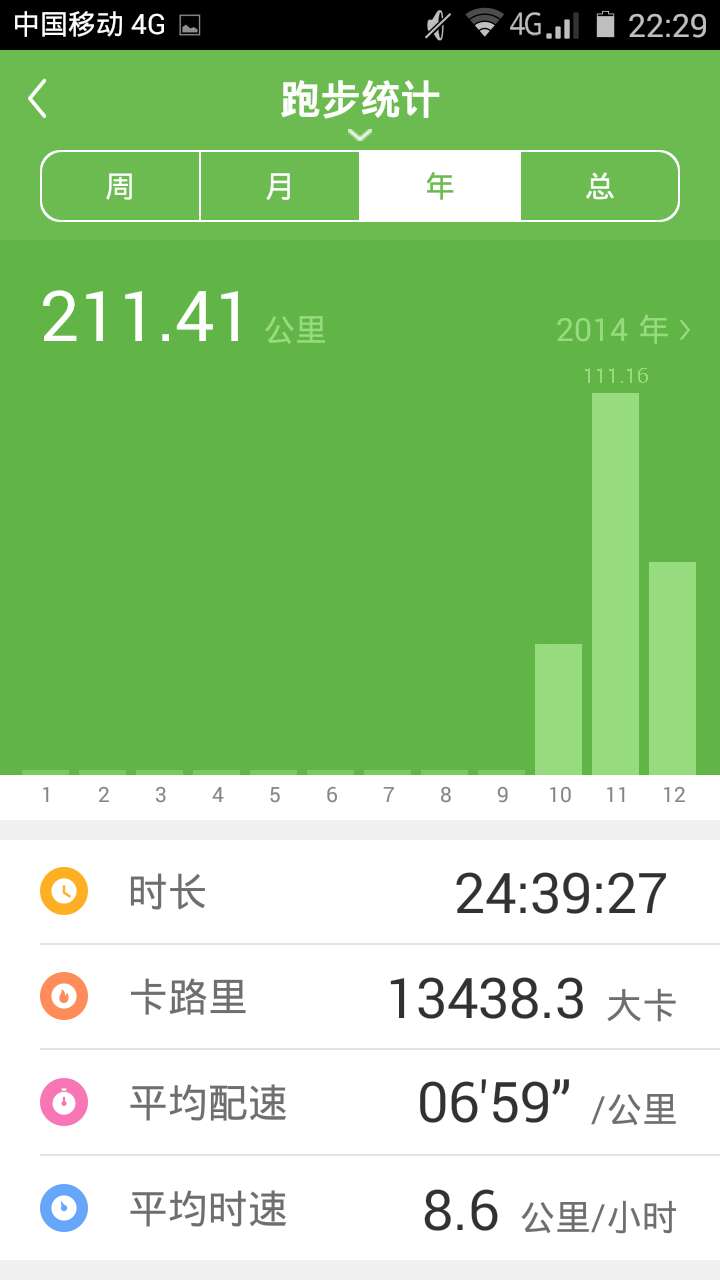 中国移动 4G 4G 22:29
跑步统计
周 月 年 总
211.41 公里 2014 年
111.16
1 2 3 4 5 6 7 8 9 10 11 12
时长 24:39:27
卡路里 13438.3 大卡
平均配速 06'59” /公里
平均时速 8.6 公里/小时